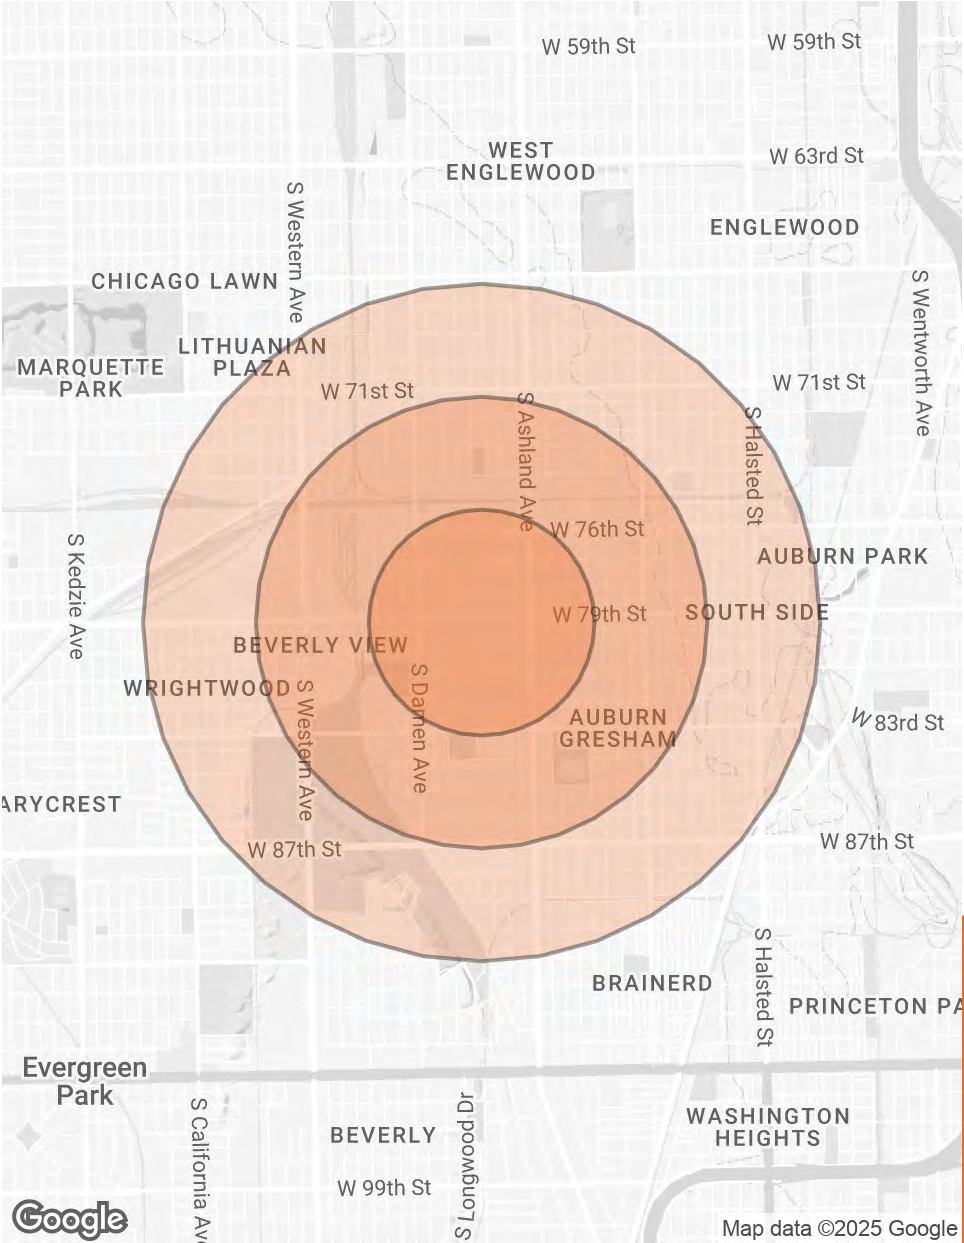 W 59th St
W 59th St
WEST
ENGLEWOOD
W 63rd St
S Western Ave
ENGLEWOOD
CHICAGO LAWN
S Wentworth Ave
LITHUANIAN
PLAZA
MARQUETTE
PARK
W 71st St
W 71st St
S Ashland Ave
S Halsted St
W 76th St
S Kedzie Ave
AUBURN PARK
W 79th St
SOUTH SIDE
BEVERLY VIEW
WRIGHTWOOD
S Western Ave
S Damen Ave
AUBURN
GRESHAM
W 83rd St
ARYCREST
W 87th St
W 87th St
S Halsted St
BRAINERD
PRINCETON PA
Evergreen
Park
S California Av
S Longwood Dr
BEVERLY
WASHINGTON
HEIGHTS
W 99th St
Google
Map data ©2025 Google